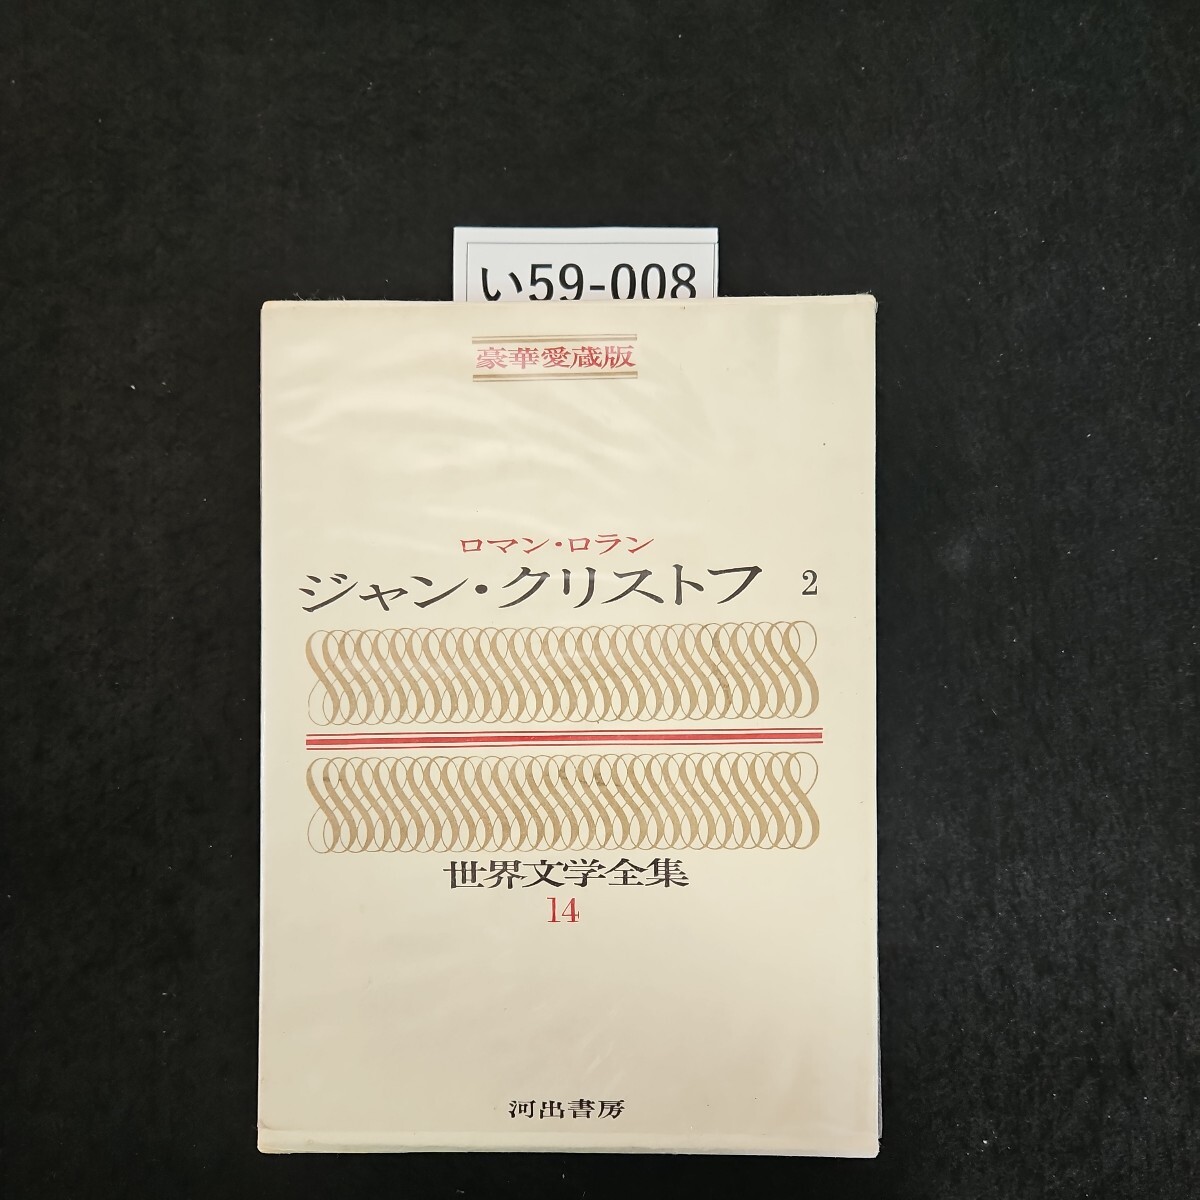 い59-008
豪華愛蔵版
ロマン・ロラン
ジャン・クリストフ 2
世界文学全集
14
河出書房